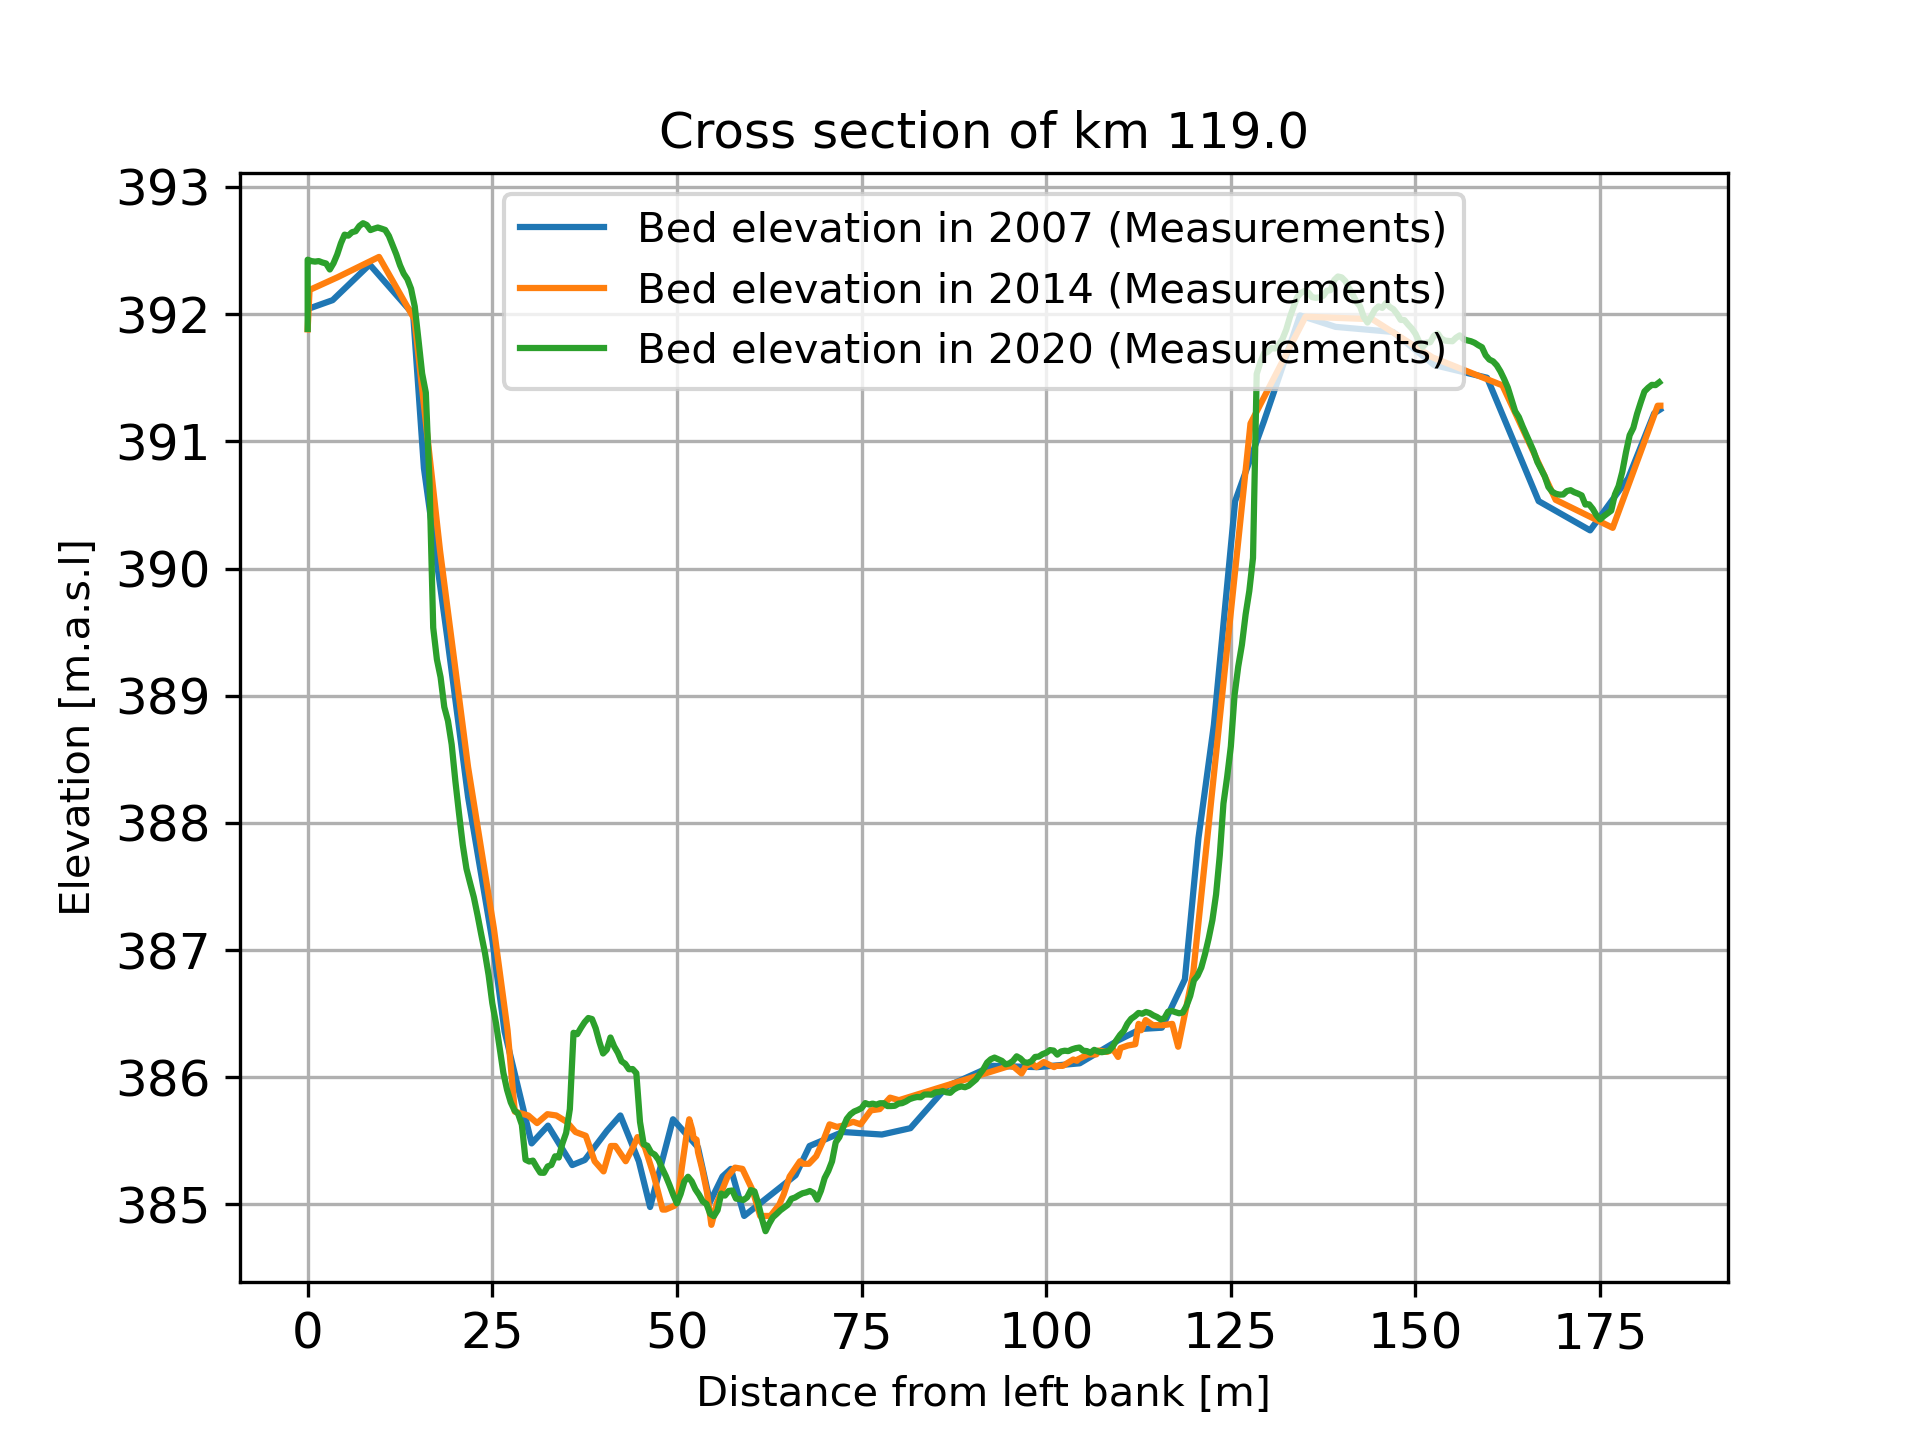 Cross section of km 119.0
Bed elevation in 2007 (Measurements)
Bed elevation in 2014 (Measurements)
Bed elevation in 2020 (Measurements)
Elevation [m.a.s.l]
393
392
391
390
389
388
387
386
385
0 25 50 75 100 125 150 175
Distance from left bank [m]